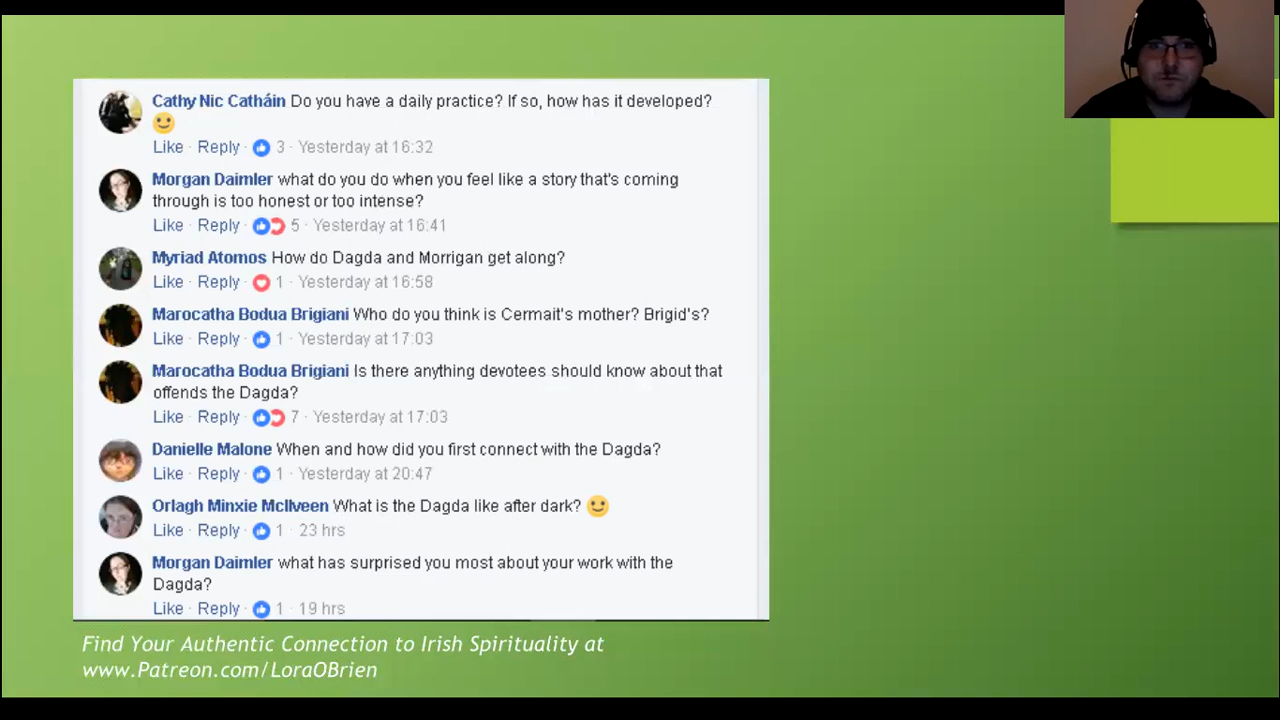 Cathy Nic Catháin Do you have a daily practice? If so, how has it developed?
Like · Reply · 3 · Yesterday at 16:32
Morgan Daimler what do you do when you feel like a story that's coming
through is too honest or too intense?
Like · Reply · 5 · Yesterday at 16:41
Myriad Atomos How do Dagda and Morrigan get along?
Like · Reply · 1 · Yesterday at 16:58
Marocatha Bodua Brigiani Who do you think is Cermait's mother? Brigid's?
Like · Reply · 1 · Yesterday at 17:03
Marocatha Bodua Brigiani Is there anything devotees should know about that
offends the Dagda?
Like · Reply · 7 · Yesterday at 17:03
Danielle Malone When and how did you first connect with the Dagda?
Like · Reply · 1 · Yesterday at 20:47
Orlagh Minxie McIlveen What is the Dagda like after dark?
Like · Reply · 1 · 23 hrs
Morgan Daimler what has surprised you most about your work with the
Dagda?
Like · Reply · 1 · 19 hrs
Find Your Authentic Connection to Irish Spirituality at
www.Patreon.com/LoraOBrien